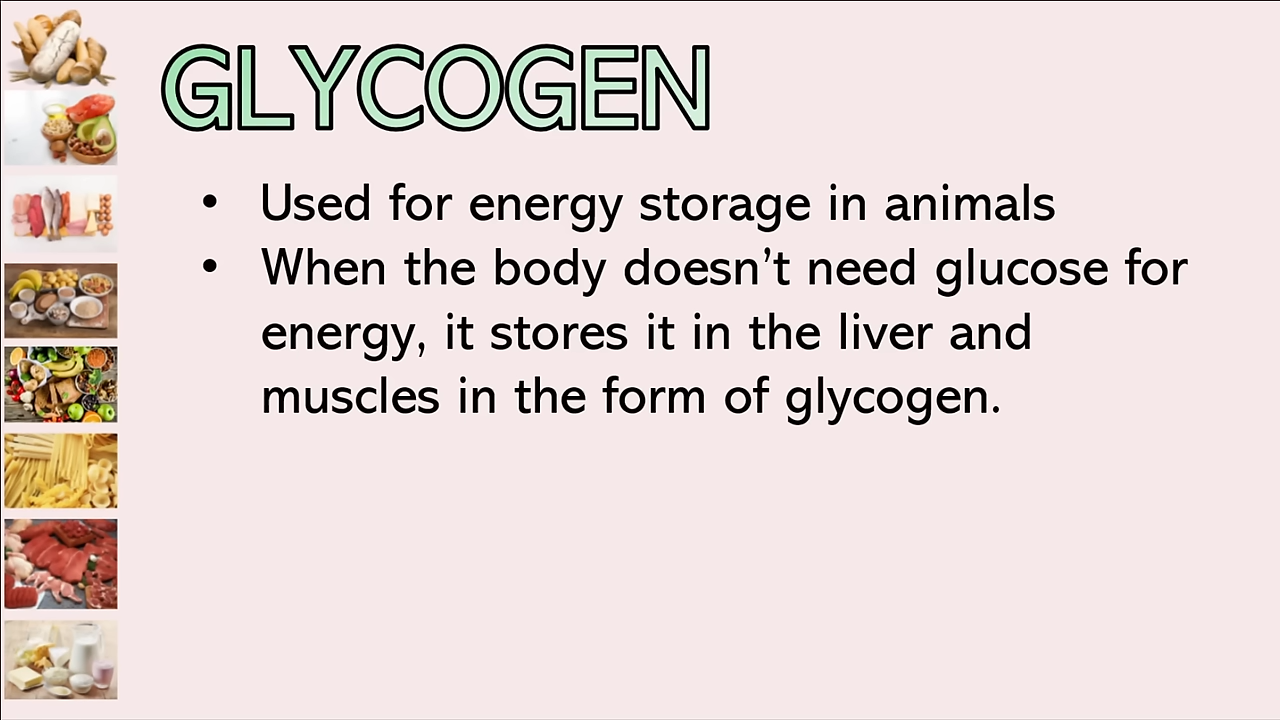 GLYCOGEN
• Used for energy storage in animals
• When the body doesn’t need glucose for
energy, it stores it in the liver and
muscles in the form of glycogen.